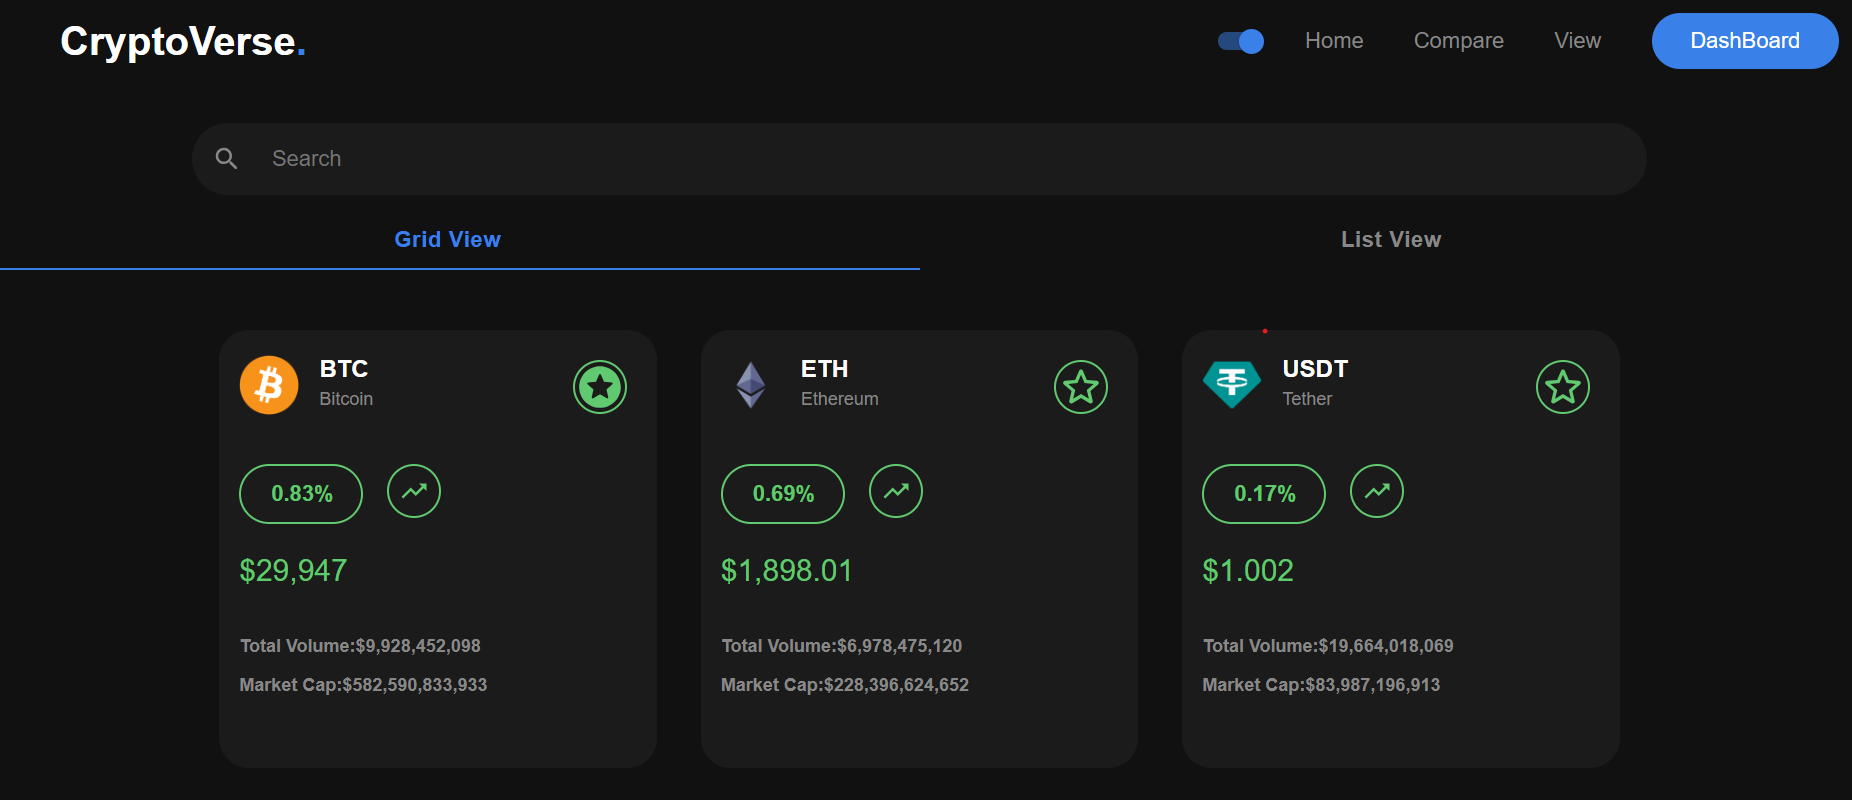 CryptoVerse.
Home Compare View DashBoard
Search
Grid View List View
BTC
Bitcoin
0.83%
$29,947
Total Volume:$9,928,452,098
Market Cap:$582,590,833,933
ETH
Ethereum
0.69%
$1,898.01
Total Volume:$6,978,475,120
Market Cap:$228,396,624,652
USDT
Tether
0.17%
$1.002
Total Volume:$19,664,018,069
Market Cap:$83,987,196,913